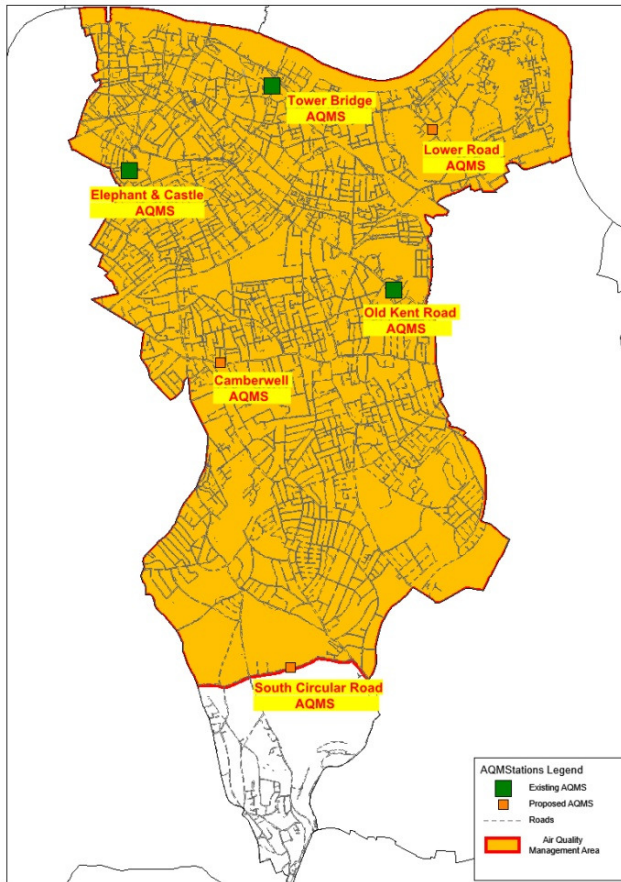 Tower Bridge
AQMS
Lower Road
AQMS
Elephant & Castle
AQMS
Old Kent Road
AQMS
Camberwell
AQMS
South Circular Road
AQMS
AQMStations Legend
Existing AQMS
Proposed AQMS
Roads
Air Quality
Management Area